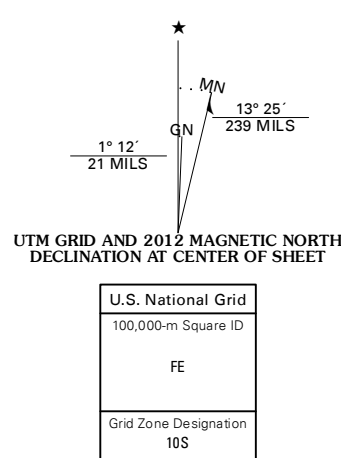 ★
MN
GN
13° 25´
239 MILS
1° 12´
21 MILS
UTM GRID AND 2012 MAGNETIC NORTH
DECLINATION AT CENTER OF SHEET
U.S. National Grid
100,000-m Square ID
FE
Grid Zone Designation
10S